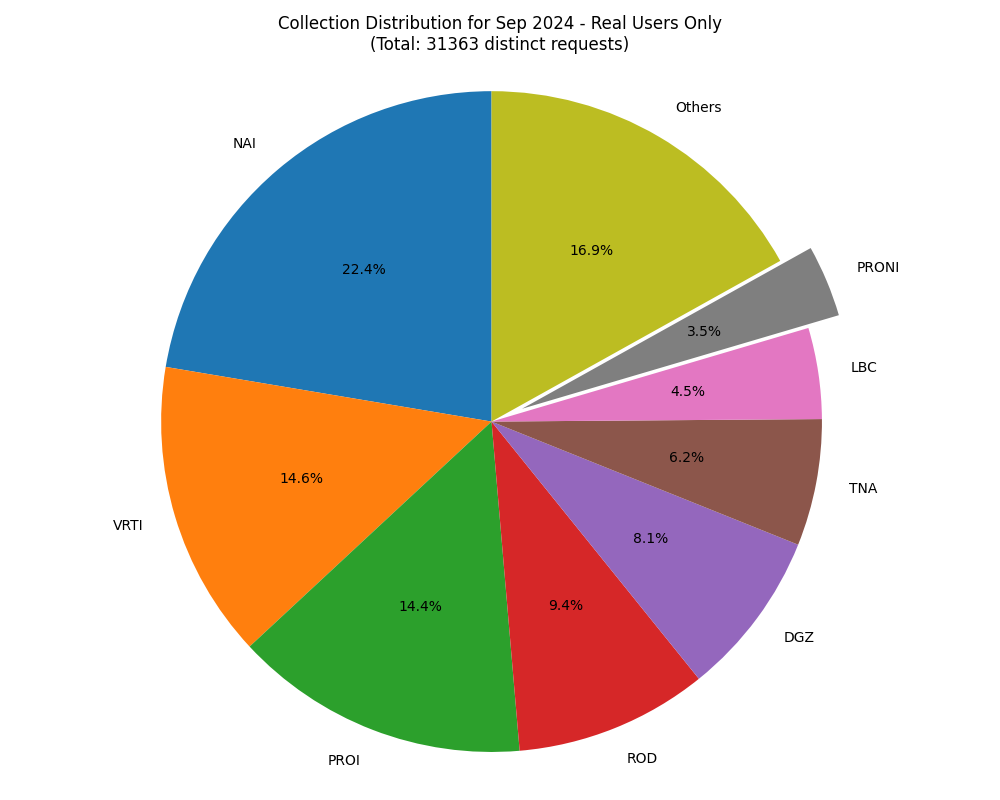 Collection Distribution for Sep 2024 - Real Users Only
(Total: 31363 distinct requests)
Others
NAI
16.9%
PRONI
22.4%
3.5%
LBC
4.5%
6.2%
14.6%
TNA
VRTI
8.1%
14.4%
9.4%
DGZ
PROI
ROD